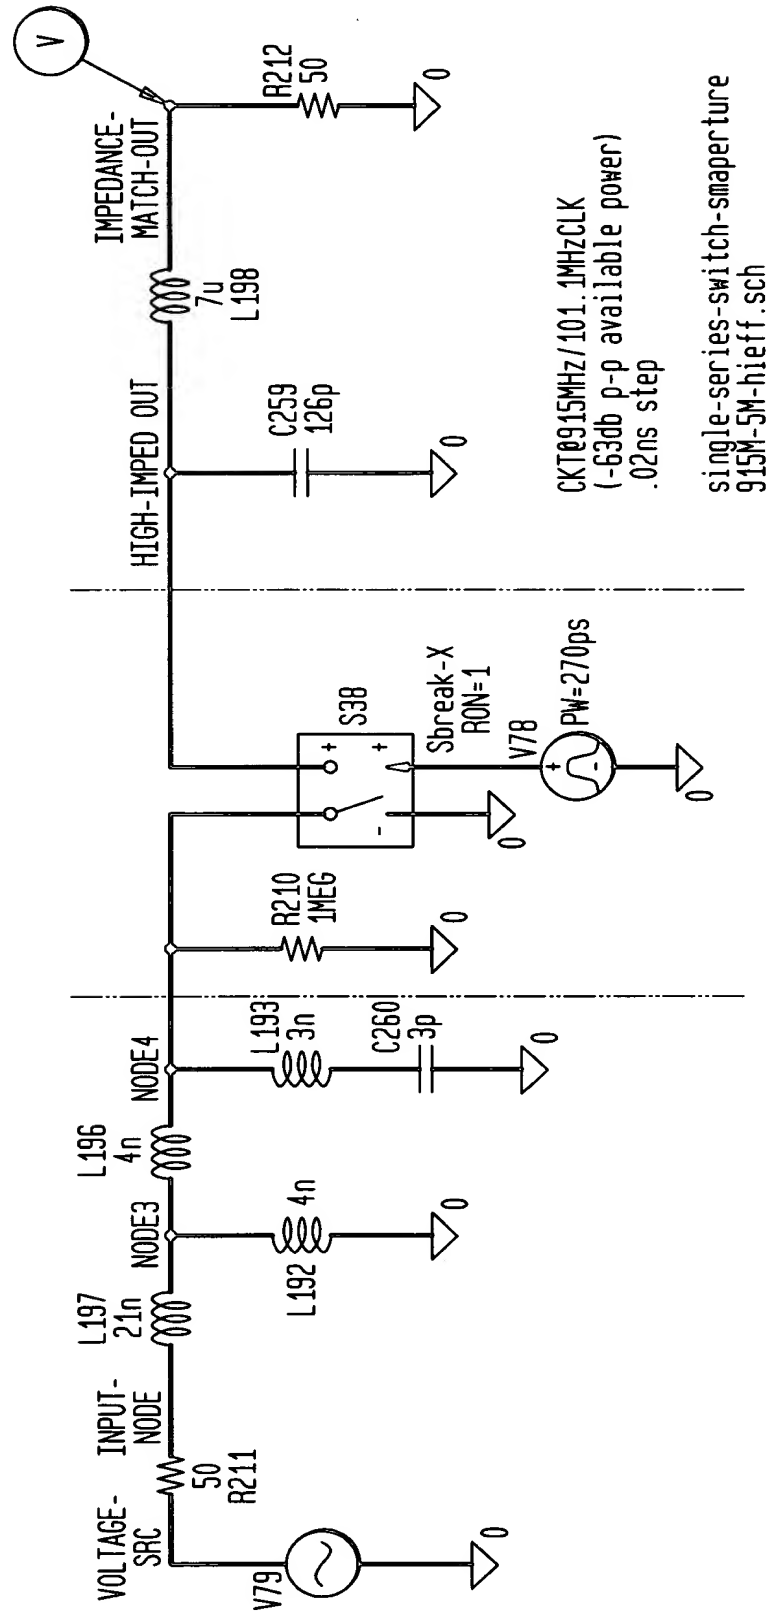 VOLTAGE-
SRC
V79
0
50
R211
INPUT-
NODE
L197
21n
NODE3
L192
4n
0
L196
4n
NODE4
L193
3n
C260
3p
0
R210
1MEG
0
S38
+
+
-
0
Sbreak-X
RON=1
V78
+
-
PW=270ps
0
HIGH-IMPED OUT
C259
126p
0
7u
L198
IMPEDANCE-
MATCH-OUT
V
R212
50
0
CKT@915MHz/101.1MHzCLK
(-63db p-p available power)
.02ns step
single-series-switch-smaperture
915M-5M-hieff.sch